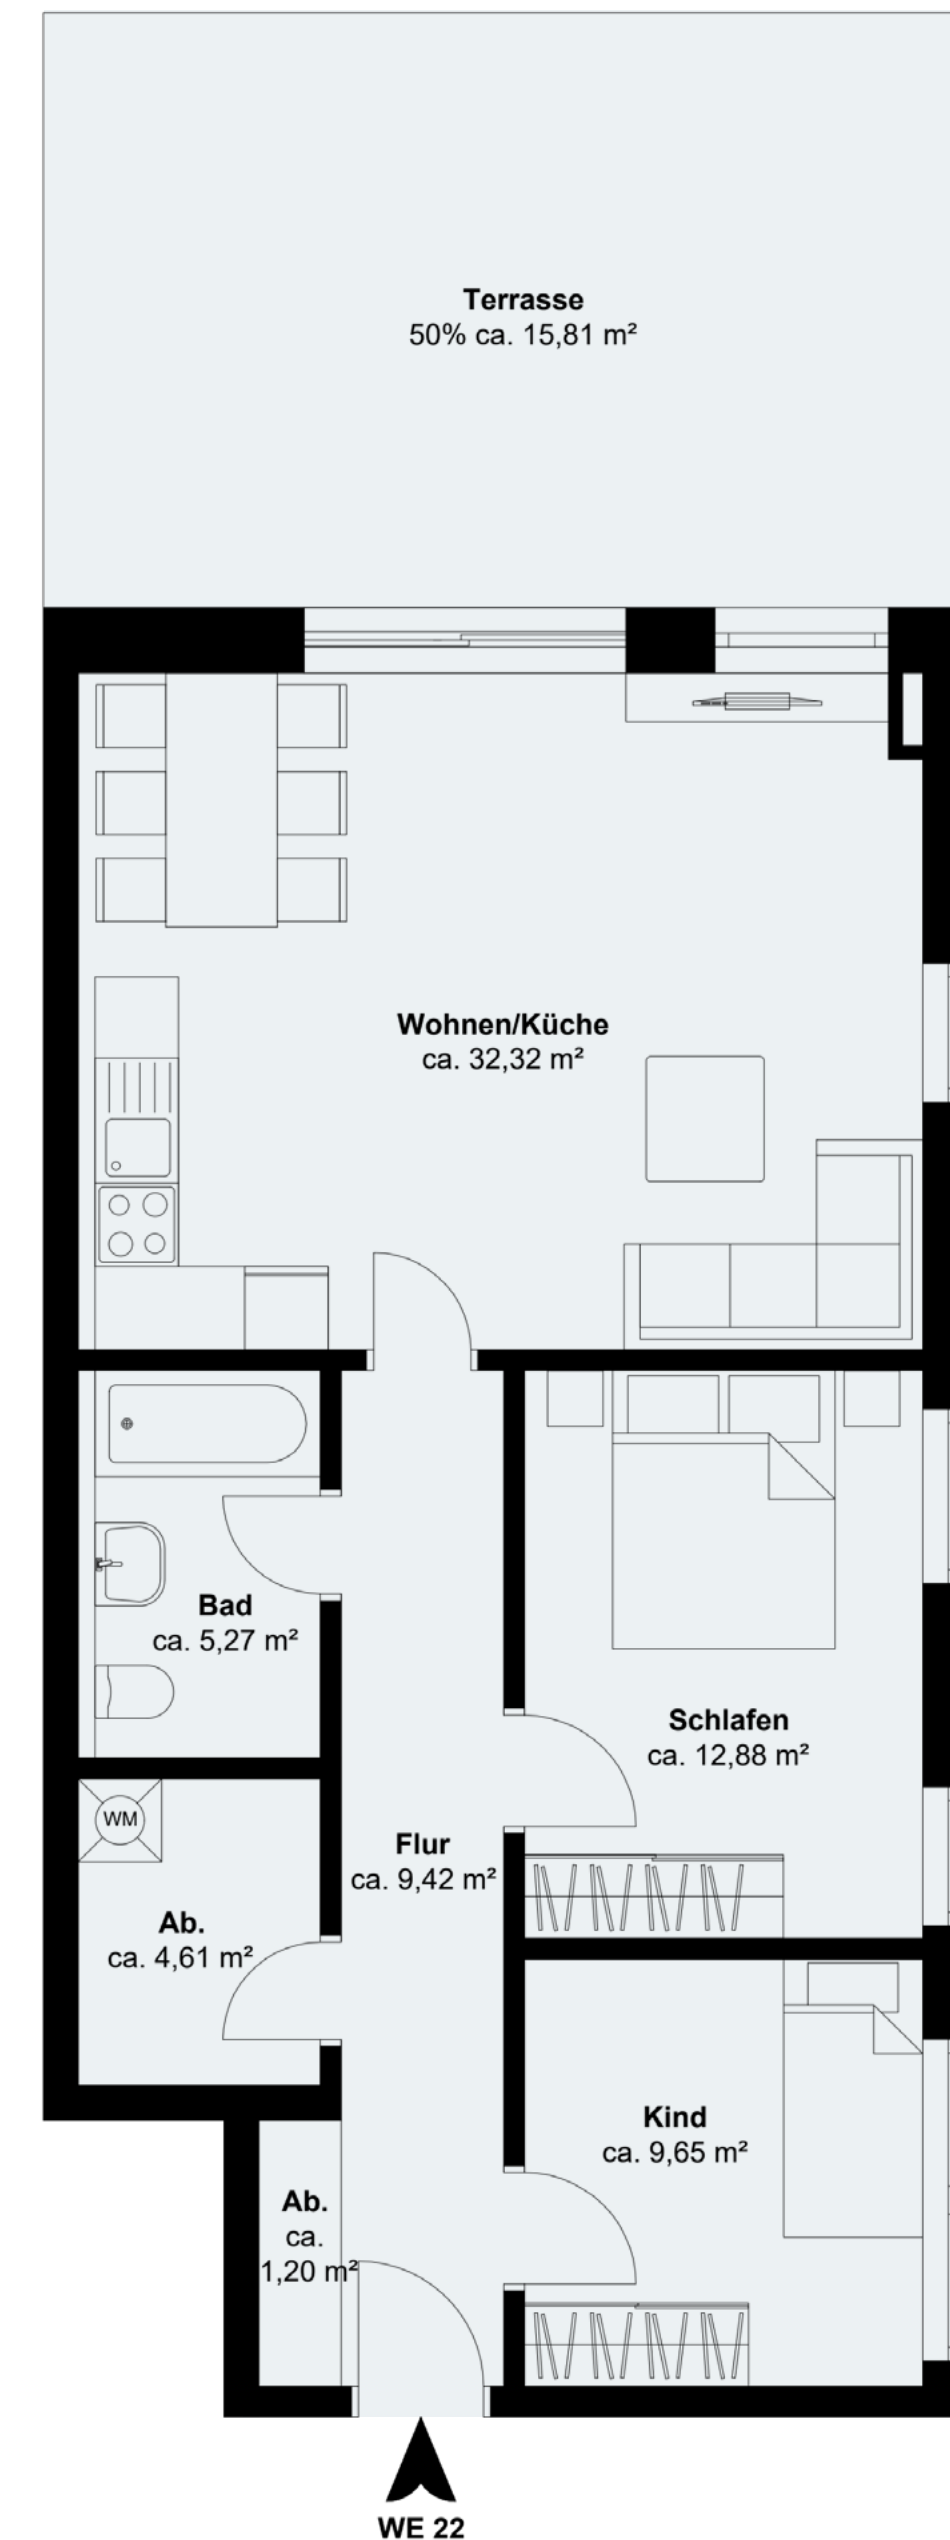 Terrasse
50% ca. 15,81 m²
Wohnen/Küche
ca. 32,32 m²
Bad
ca. 5,27 m²
Schlafen
ca. 12,88 m²
WM
Flur
ca. 9,42 m²
Ab.
ca. 4,61 m²
Kind
ca. 9,65 m²
Ab.
ca.
1,20 m²
WE 22